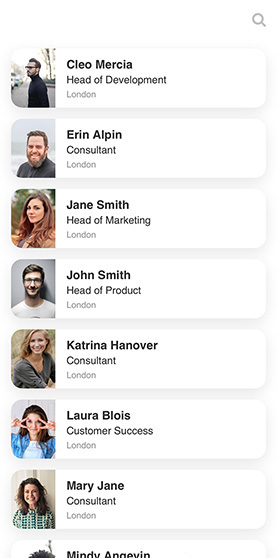 Cleo Mercia
Head of Development
London
Erin Alpin
Consultant
London
Jane Smith
Head of Marketing
London
John Smith
Head of Product
London
Katrina Hanover
Consultant
London
Laura Blois
Customer Success
London
Mary Jane
Consultant
London
Mindy Angevin